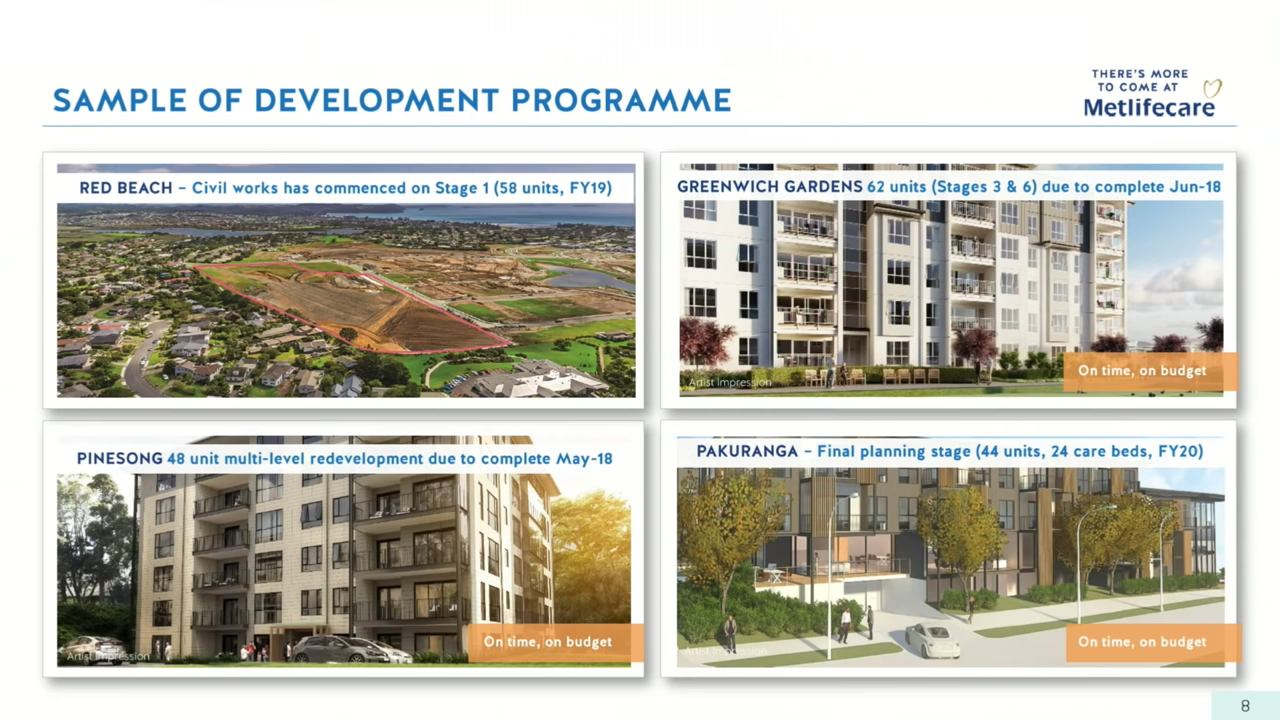 SAMPLE OF DEVELOPMENT PROGRAMME
THERE'S MORE
TO COME AT
Metlifecare
RED BEACH – Civil works has commenced on Stage 1 (58 units, FY19)
GREENWICH GARDENS 62 units (Stages 3 & 6) due to complete Jun-18
Artist Impression
On time, on budget
PINESONG 48 unit multi-level redevelopment due to complete May-18
Artist Impression
On time, on budget
PAKURANGA – Final planning stage (44 units, 24 care beds, FY20)
Artist Impression
On time, on budget
8